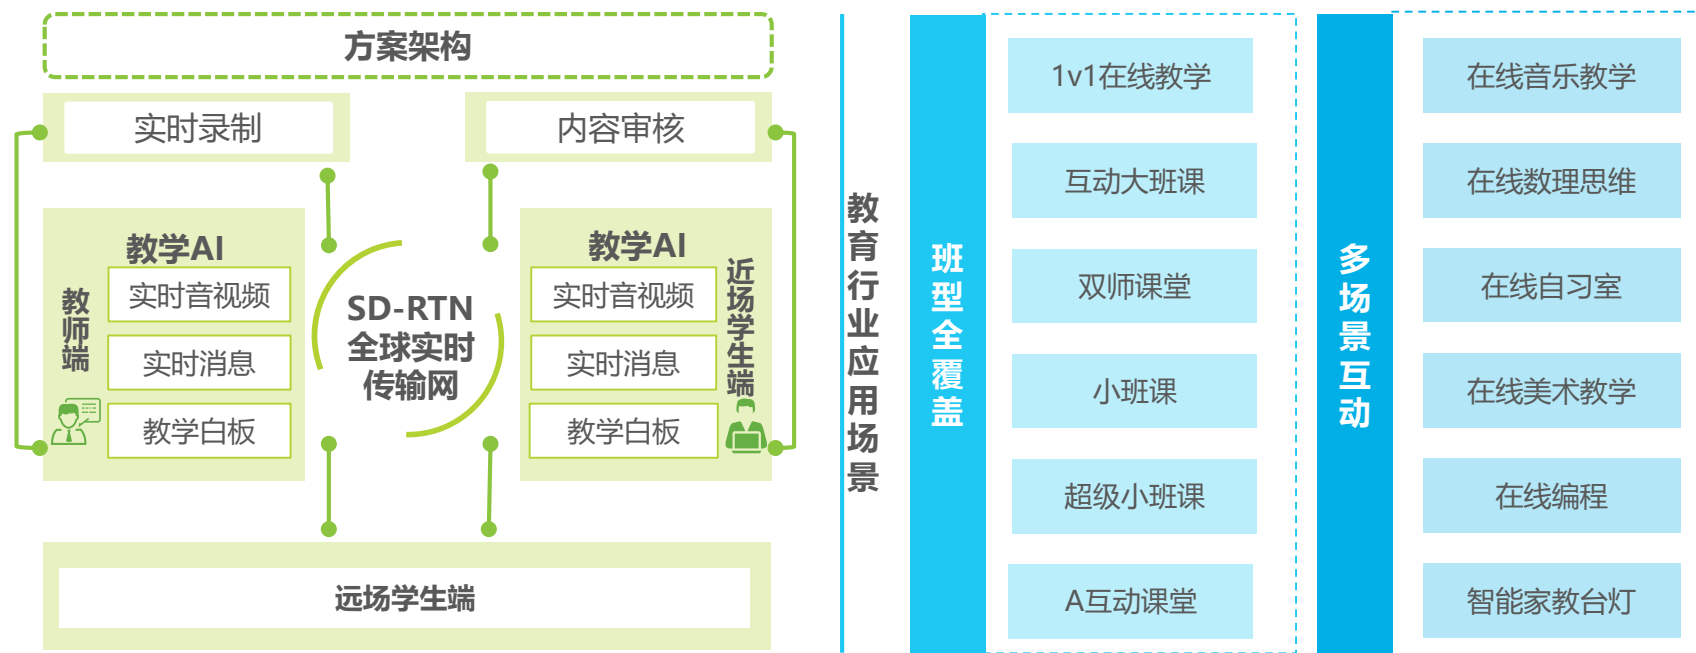 方案架构
实时录制
内容审核
教师端
教学AI
实时音视频
实时消息
教学白板
SD-RTN
全球实时
传输网
教学AI
实时音视频
实时消息
教学白板
近场学生端
远场学生端
教育行业应用场景
班型全覆盖
1v1在线教学
互动大班课
双师课堂
小班课
超级小班课
A互动课堂
多场景互动
在线音乐教学
在线数理思维
在线自习室
在线美术教学
在线编程
智能家教台灯